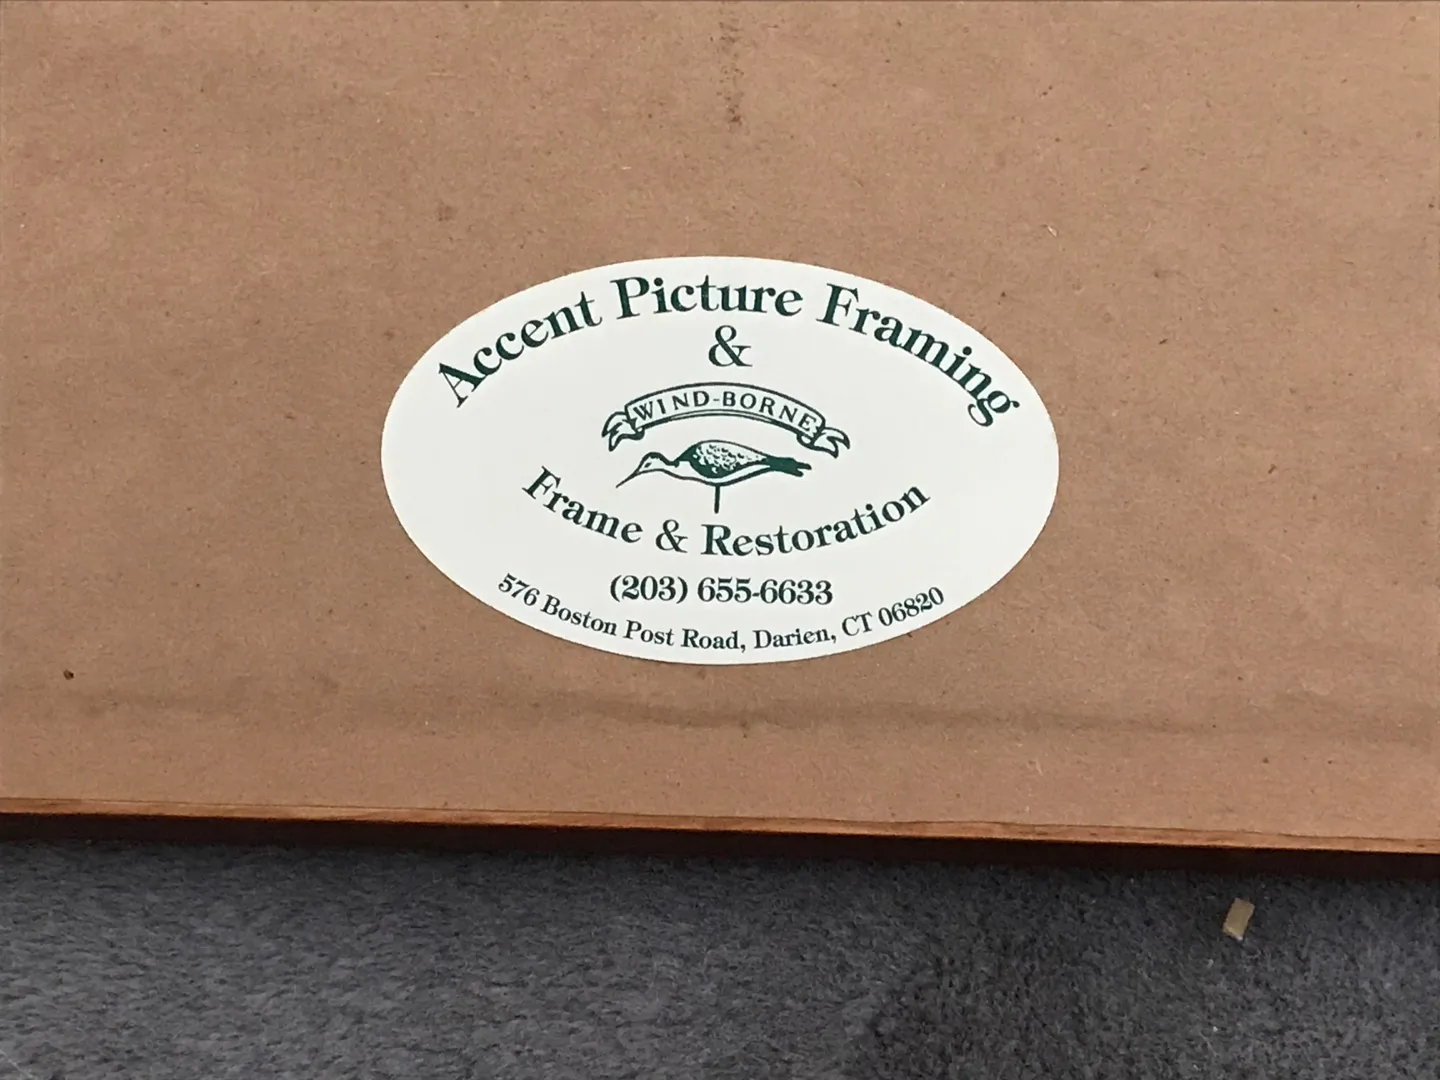 Accent Picture Framing
&
WIND-BORNE
Frame & Restoration
(203) 655-6633
576 Boston Post Road, Darien, CT 06820